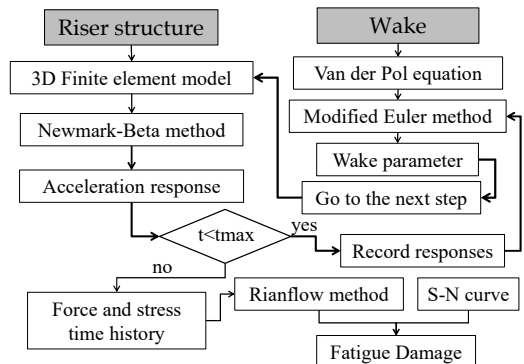 Riser structure
Wake
3D Finite element model
Van der Pol equation
Newmark-Beta method
Modified Euler method
Wake parameter
Acceleration response
Go to the next step
t<tmax
yes
Record responses
no
Force and stress
time history
Rianflow method
S-N curve
Fatigue Damage